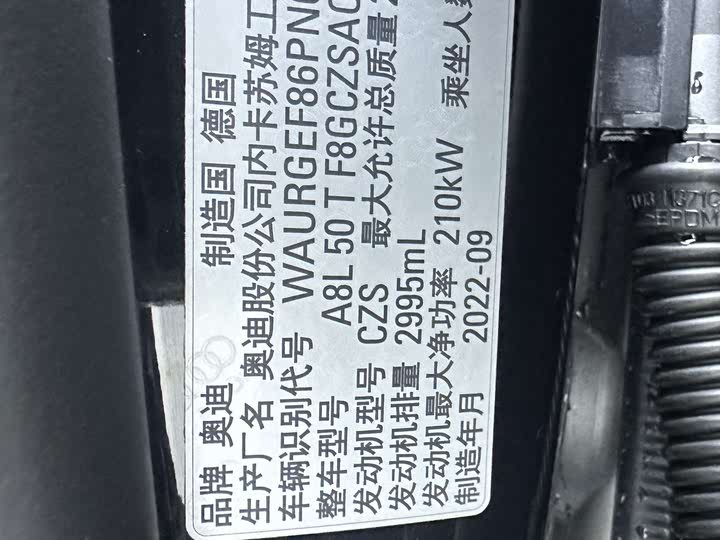 品牌 奥迪 制造国 德国
生产厂名 奥迪股份公司内卡苏姆工
车辆识别代号 WAURGEF86PN
整车型号 A8L 50 T F8GCZSA
发动机型号 CZS 最大允许总质量
发动机排量 2995mL
发动机最大净功率 210kW 乘坐人
制造年月 2022-09
EPDM